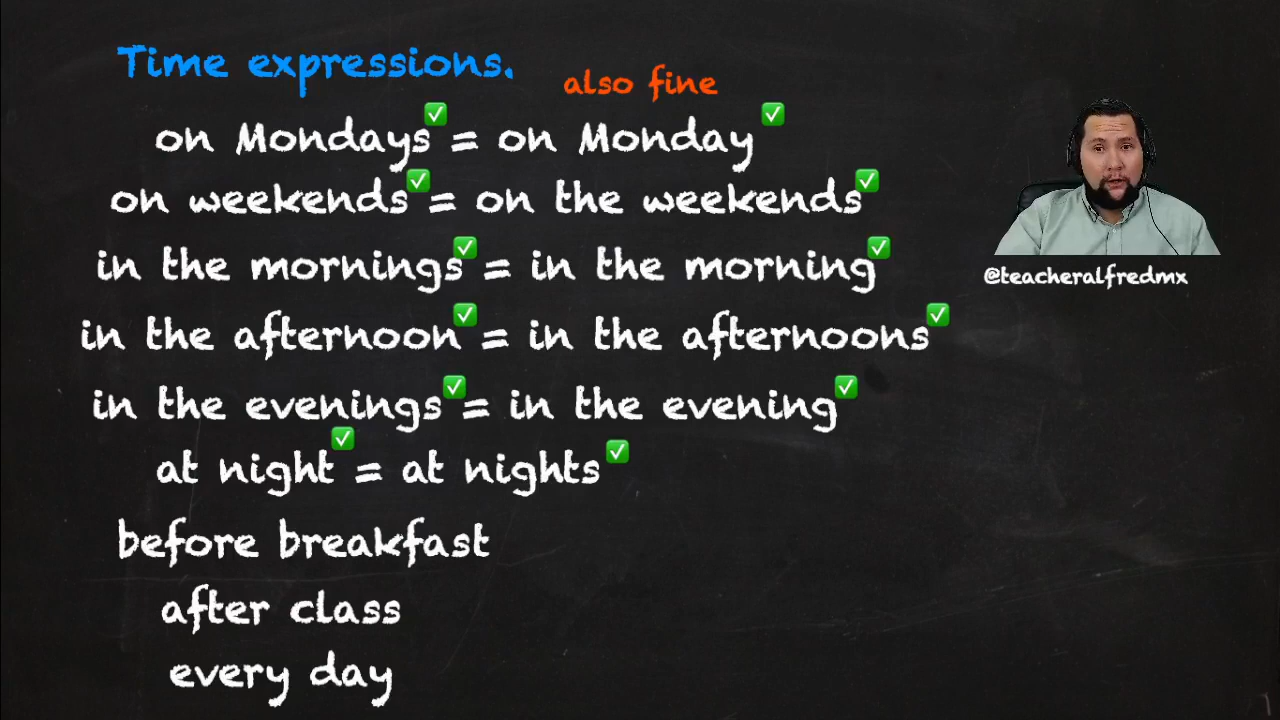 Time expressions.
also fine
on Mondays✅ = on Monday✅
on weekends✅ = on the weekends✅
in the mornings✅ = in the morning✅
in the afternoon✅ = in the afternoons✅
in the evenings✅ = in the evening✅
at night✅ = at nights✅
before breakfast
after class
every day
@teacheralfredmx